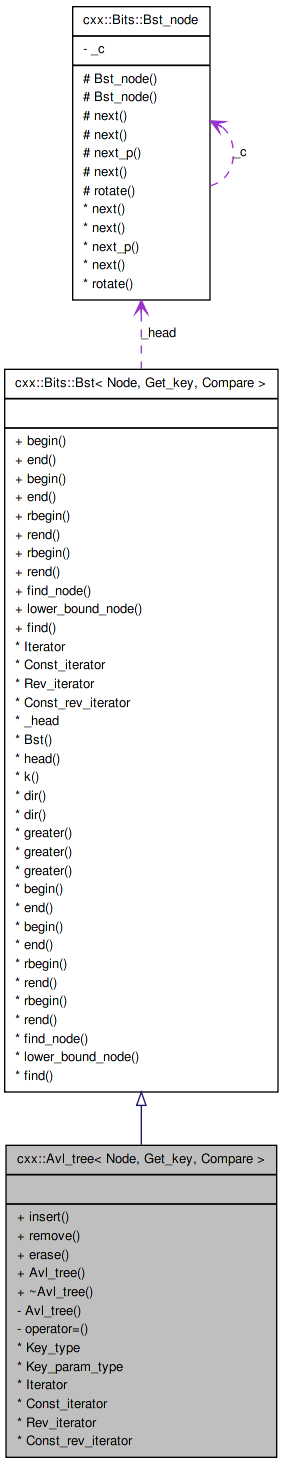 cxx::Bits::Bst_node
- _c
# Bst_node()
# Bst_node()
# next()
# next()
# next_p()
# next()
# rotate()
* next()
* next()
* next_p()
* next()
* rotate()
_c
_head
cxx::Bits::Bst< Node, Get_key, Compare >
+ begin()
+ end()
+ begin()
+ end()
+ rbegin()
+ rend()
+ rbegin()
+ rend()
+ find_node()
+ lower_bound_node()
+ find()
* Iterator
* Const_iterator
* Rev_iterator
* Const_rev_iterator
* _head
* Bst()
* head()
* k()
* dir()
* dir()
* greater()
* greater()
* greater()
* begin()
* end()
* begin()
* end()
* rbegin()
* rend()
* rbegin()
* rend()
* find_node()
* lower_bound_node()
* find()
cxx::Avl_tree< Node, Get_key, Compare >
+ insert()
+ remove()
+ erase()
+ Avl_tree()
+ ~Avl_tree()
- Avl_tree()
- operator=()
* Key_type
* Key_param_type
* Iterator
* Const_iterator
* Rev_iterator
* Const_rev_iterator